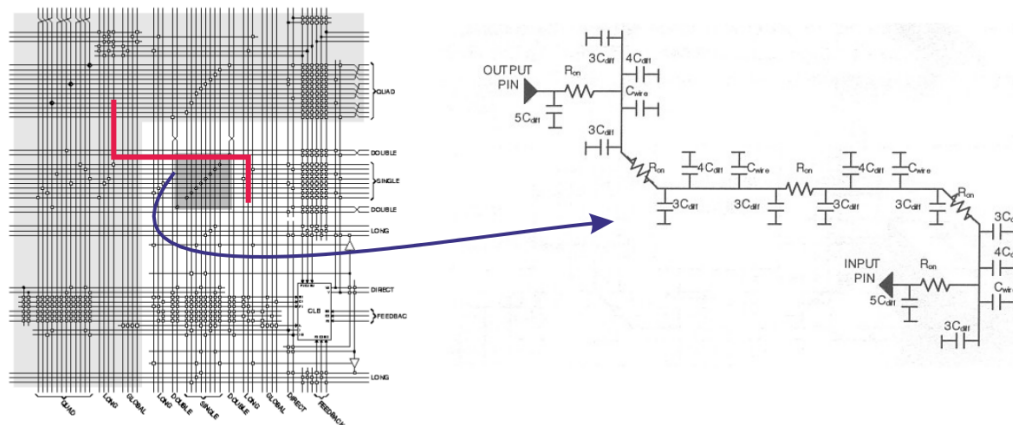 QUAD
DOUBLE
SINGLE
DOUBLE
LONG
DIRECT
CLB
FEEDBAC
LONG
QUAD
LONG
GLOBAL
LONG
DOUBLE
SINGLE
DOUBLE
LONG
GLOBAL
DIRECT
FEEDBACK
3Cdiff
4Cdiff
OUTPUT
PIN
Ron
Cwire
5Cdiff
3Cdiff
Ron
4Cdiff
Cwire
Ron
4Cdiff
Cwire
Ron
3Cdiff
3Cdiff
3Cdiff
3Cdiff
3Cd
4Cdiff
INPUT
PIN
Ron
Cwire
5Cdiff
3Cdiff